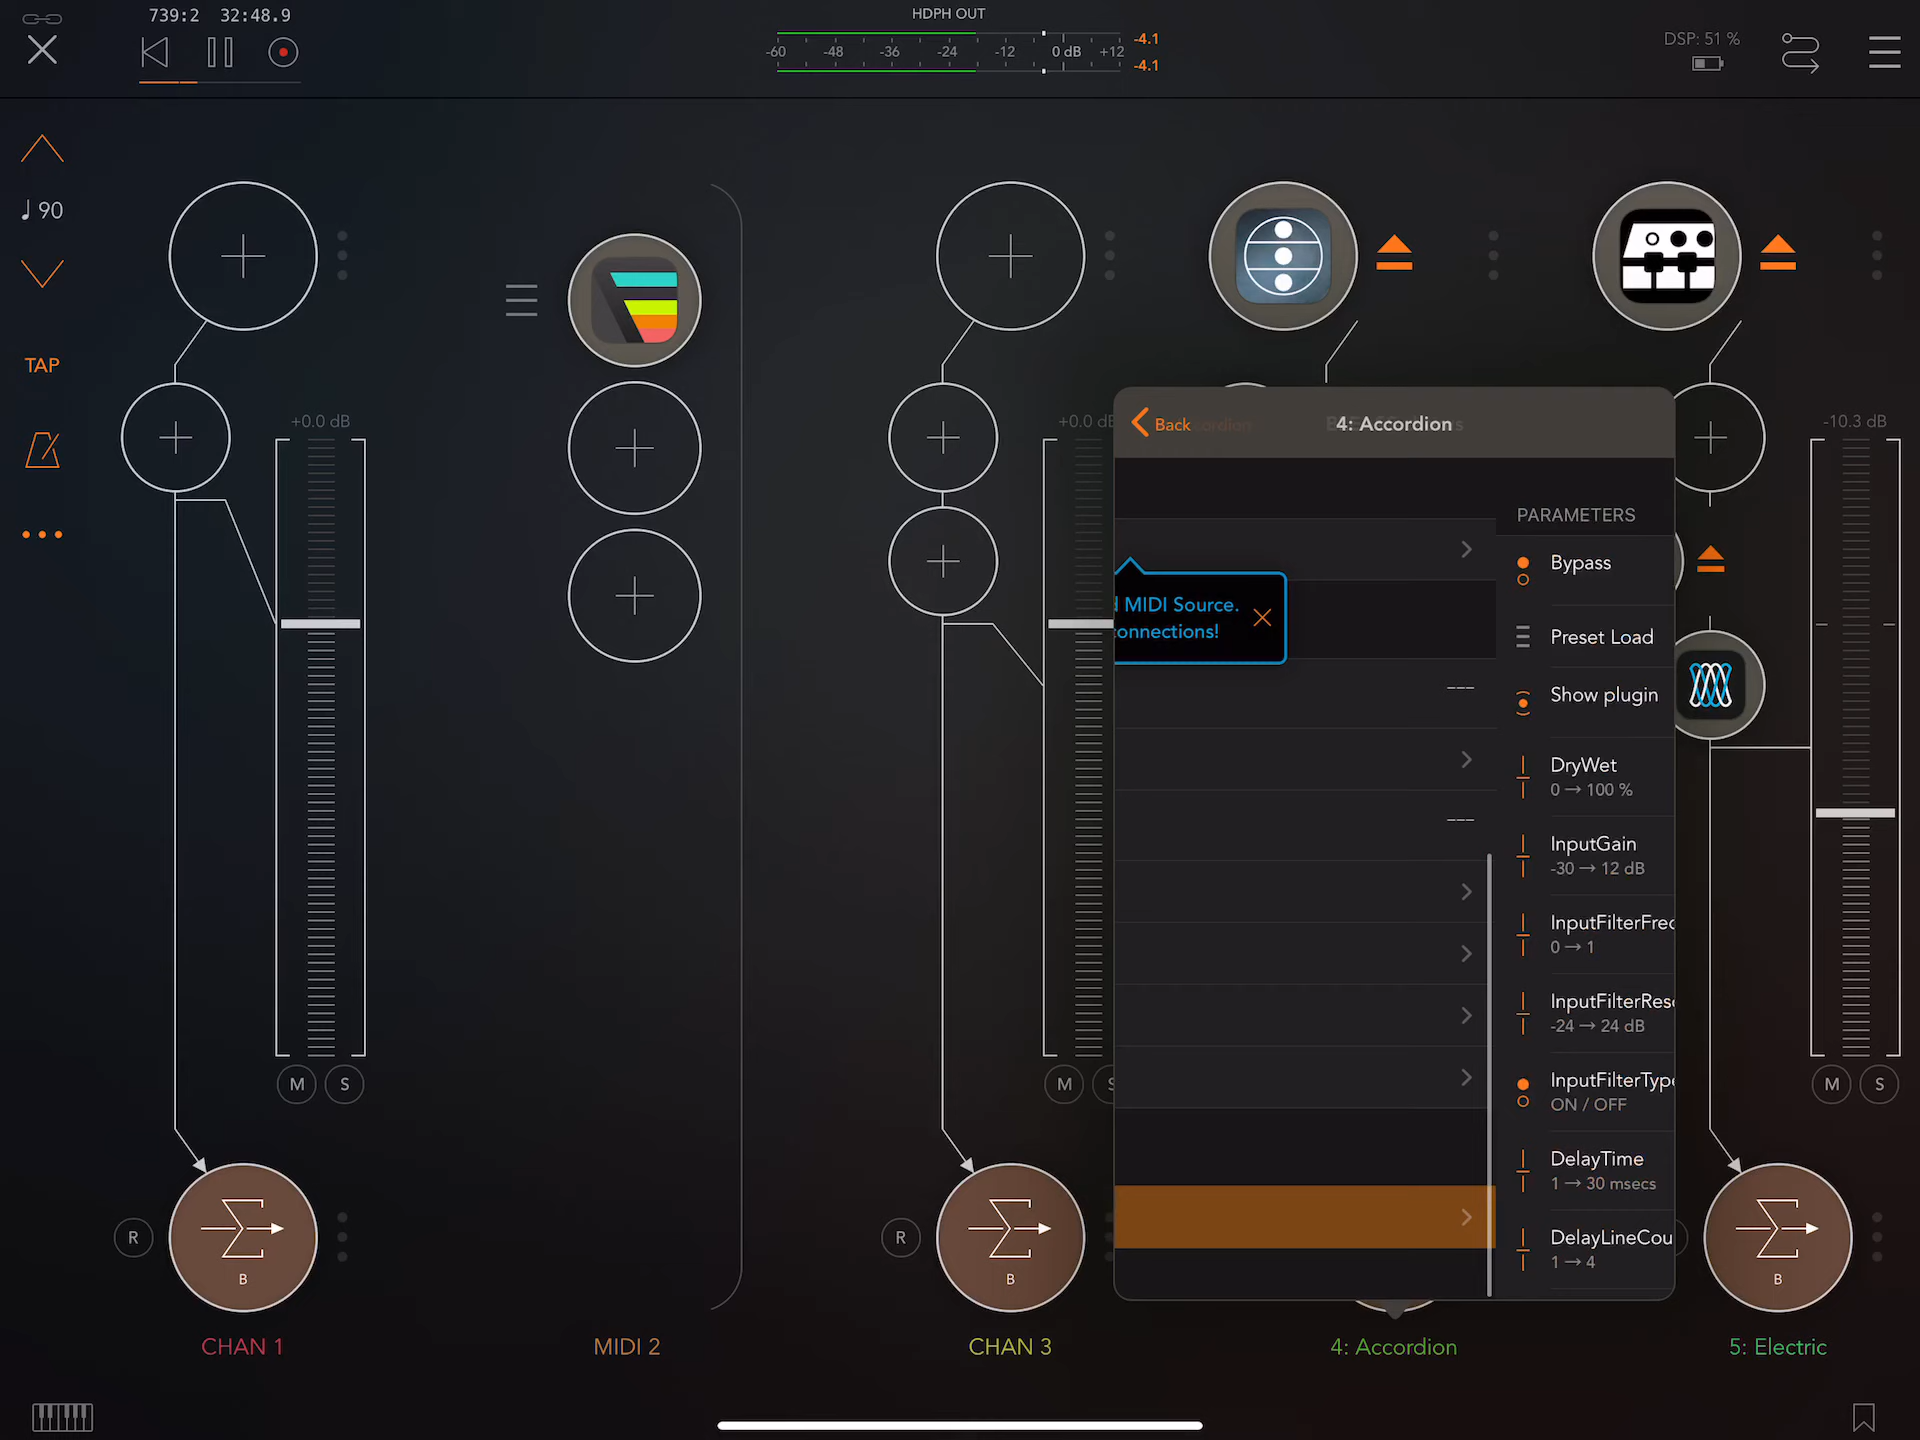 739:2 32:48.9
HDPH OUT
-60 -48 -36 -24 -12 0 dB +12
-4.1
-4.1
DSP: 51 %
90
TAP
+0.0 dB
+0.0 dB
-10.3 dB
Back
4: Accordion
PARAMETERS
Bypass
MIDI Source.
onnections!
Preset Load
---
Show plugin
DryWet
0 → 100 %
---
InputGain
-30 → 12 dB
InputFilterFre
0 → 1
InputFilterRes
-24 → 24 dB
InputFilterType
ON / OFF
DelayTime
1 → 30 msecs
DelayLineCou
1 → 4
M S
M S
M S
R
R
B
B
B
CHAN 1
MIDI 2
CHAN 3
4: Accordion
5: Electric